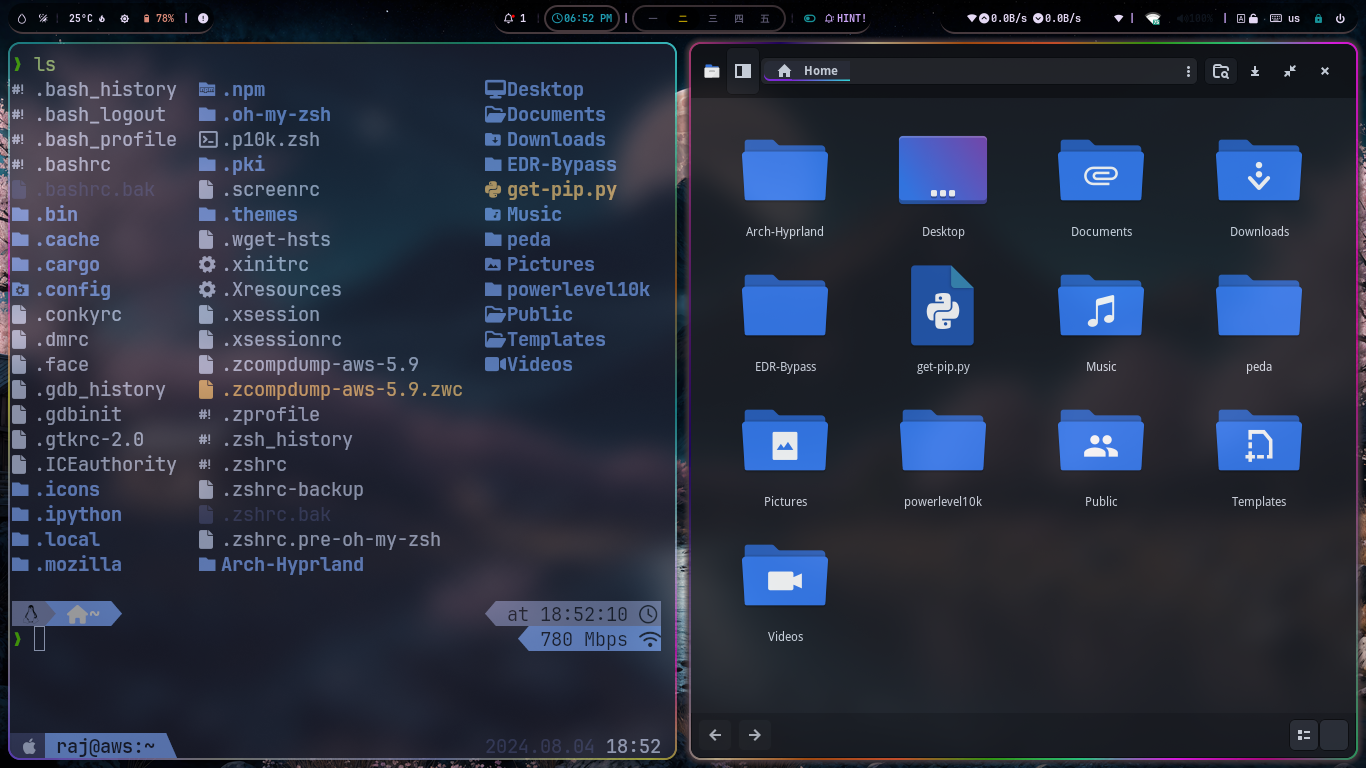 25°C 78% 1 06:52 PM 一 二 三 四 五 HINT! 0.0B/s 0.0B/s 100% us
❱ ls
.bash_history .npm Desktop
.bash_logout .oh-my-zsh Documents
.bash_profile .p10k.zsh Downloads
.bashrc .pki EDR-Bypass
.bashrc.bak .screenrc get-pip.py
.bin .themes Music
.cache .wget-hsts peda
.cargo .xinitrc Pictures
.config .Xresources powerlevel10k
.conkyrc .xsession Public
.dmrc .xsessionrc Templates
.face .zcompdump-aws-5.9 Videos
.gdb_history .zcompdump-aws-5.9.zwc
.gdbinit .zprofile
.gtkrc-2.0 .zsh_history
.ICEauthority .zshrc
.icons .zshrc-backup
.ipython .zshrc.bak
.local .zshrc.pre-oh-my-zsh
.mozilla Arch-Hyprland
~ at 18:52:10
❱ 780 Mbps
raj@aws:~ 2024.08.04 18:52
Home
Arch-Hyprland Desktop Documents Downloads
EDR-Bypass get-pip.py Music peda
Pictures powerlevel10k Public Templates
Videos